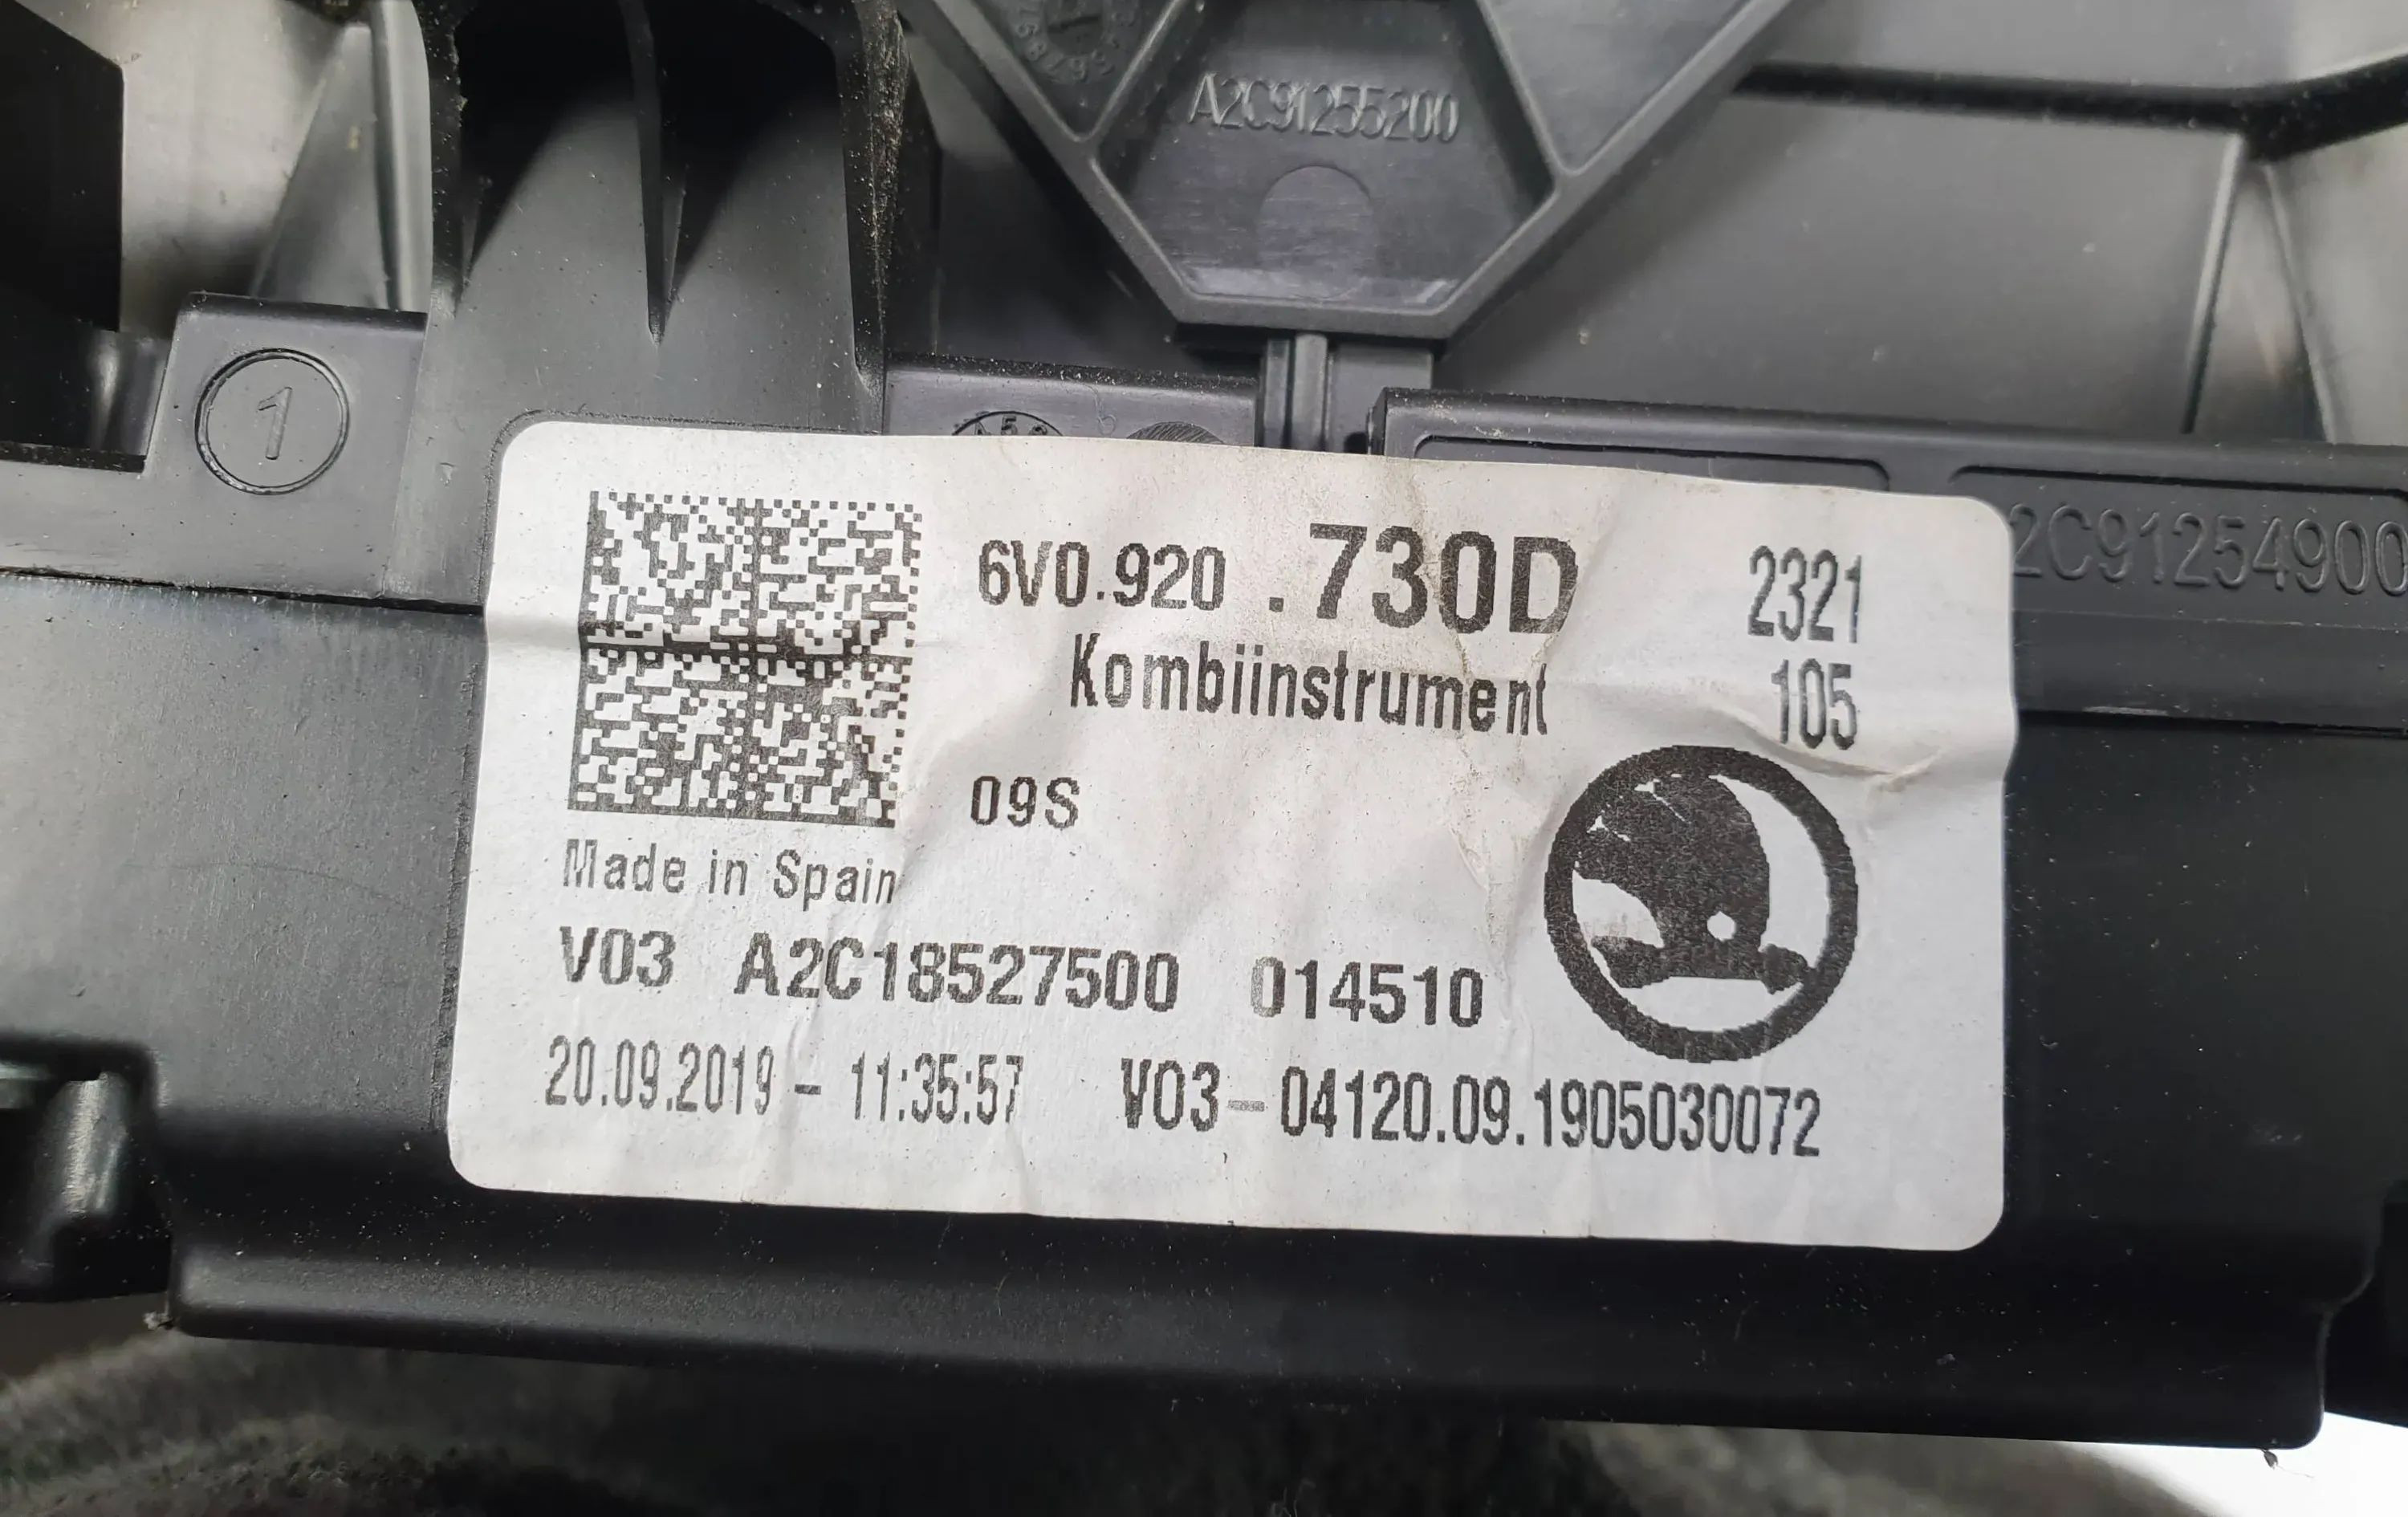 A2C91255200
1
6V0.920 .730D 2321
Kombiinstrument 105
2C91254900
09S
Made in Spain
V03 A2C18527500 014510
20.09.2019 - 11:35:57 V03-04120.09.1905030072